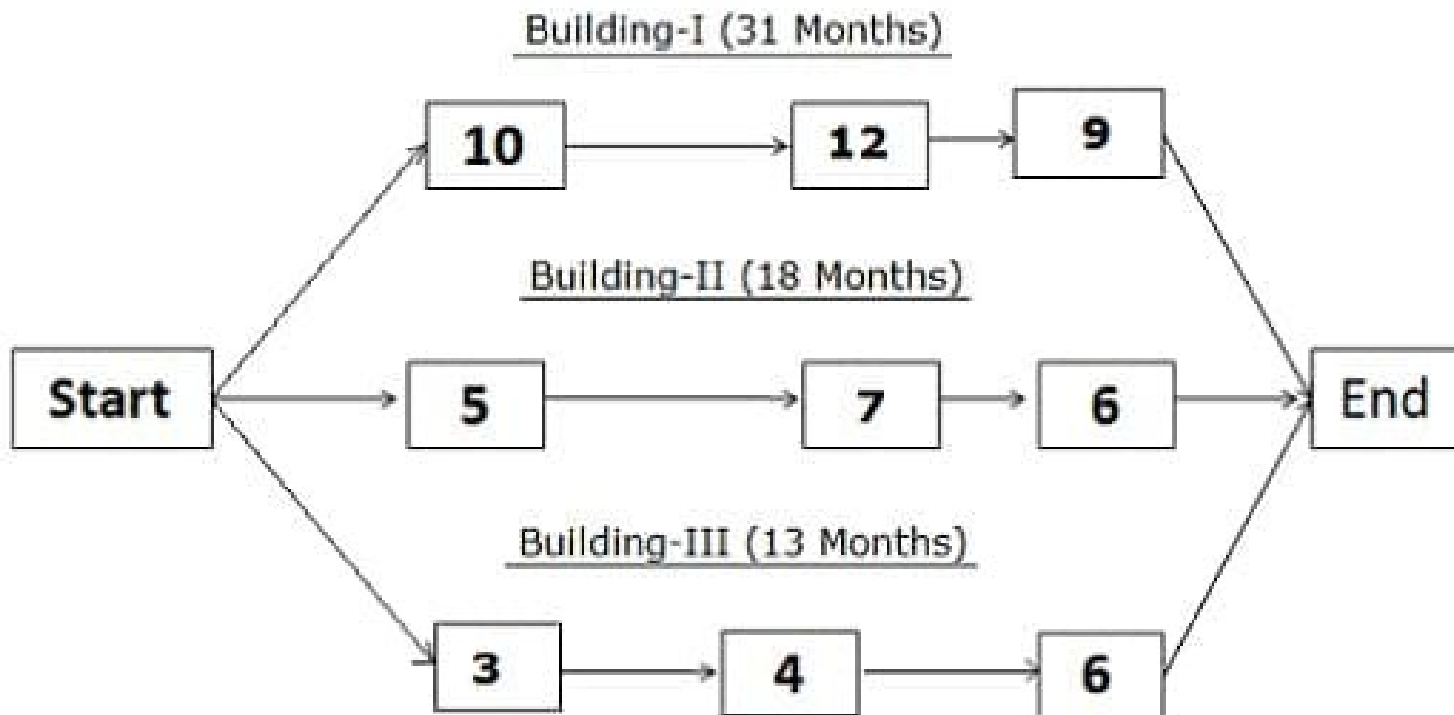 Building-I (31 Months)
10
12
9
Building-II (18 Months)
Start
5
7
6
End
Building-III (13 Months)
3
4
6